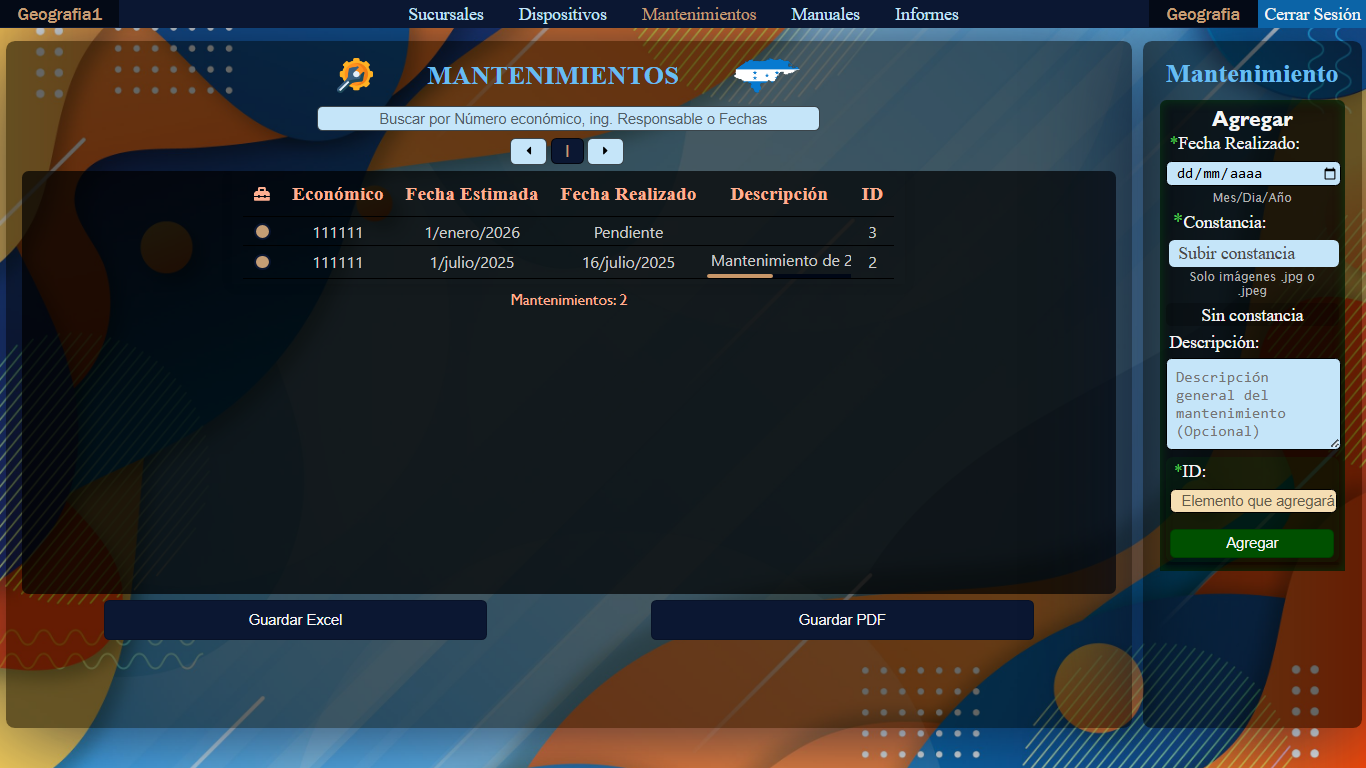 Geografia1
Sucursales Dispositivos Mantenimientos Manuales Informes
Geografia
Cerrar Sesión
MANTENIMIENTOS
Buscar por Número económico, ing. Responsable o Fechas
Económico Fecha Estimada Fecha Realizado Descripción ID
111111 1/enero/2026 Pendiente 3
111111 1/julio/2025 16/julio/2025 Mantenimiento de 2 2
Mantenimientos: 2
Guardar Excel
Guardar PDF
Mantenimiento
Agregar
*Fecha Realizado:
dd/mm/aaaa
Mes/Dia/Año
*Constancia:
Subir constancia
Solo imágenes .jpg o
.jpeg
Sin constancia
Descripción:
Descripción
general del
mantenimiento
(Opcional)
*ID:
Elemento que agregará
Agregar